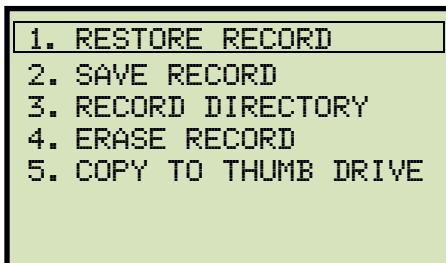 1. RESTORE RECORD
2. SAVE RECORD
3. RECORD DIRECTORY
4. ERASE RECORD
5. COPY TO THUMB DRIVE